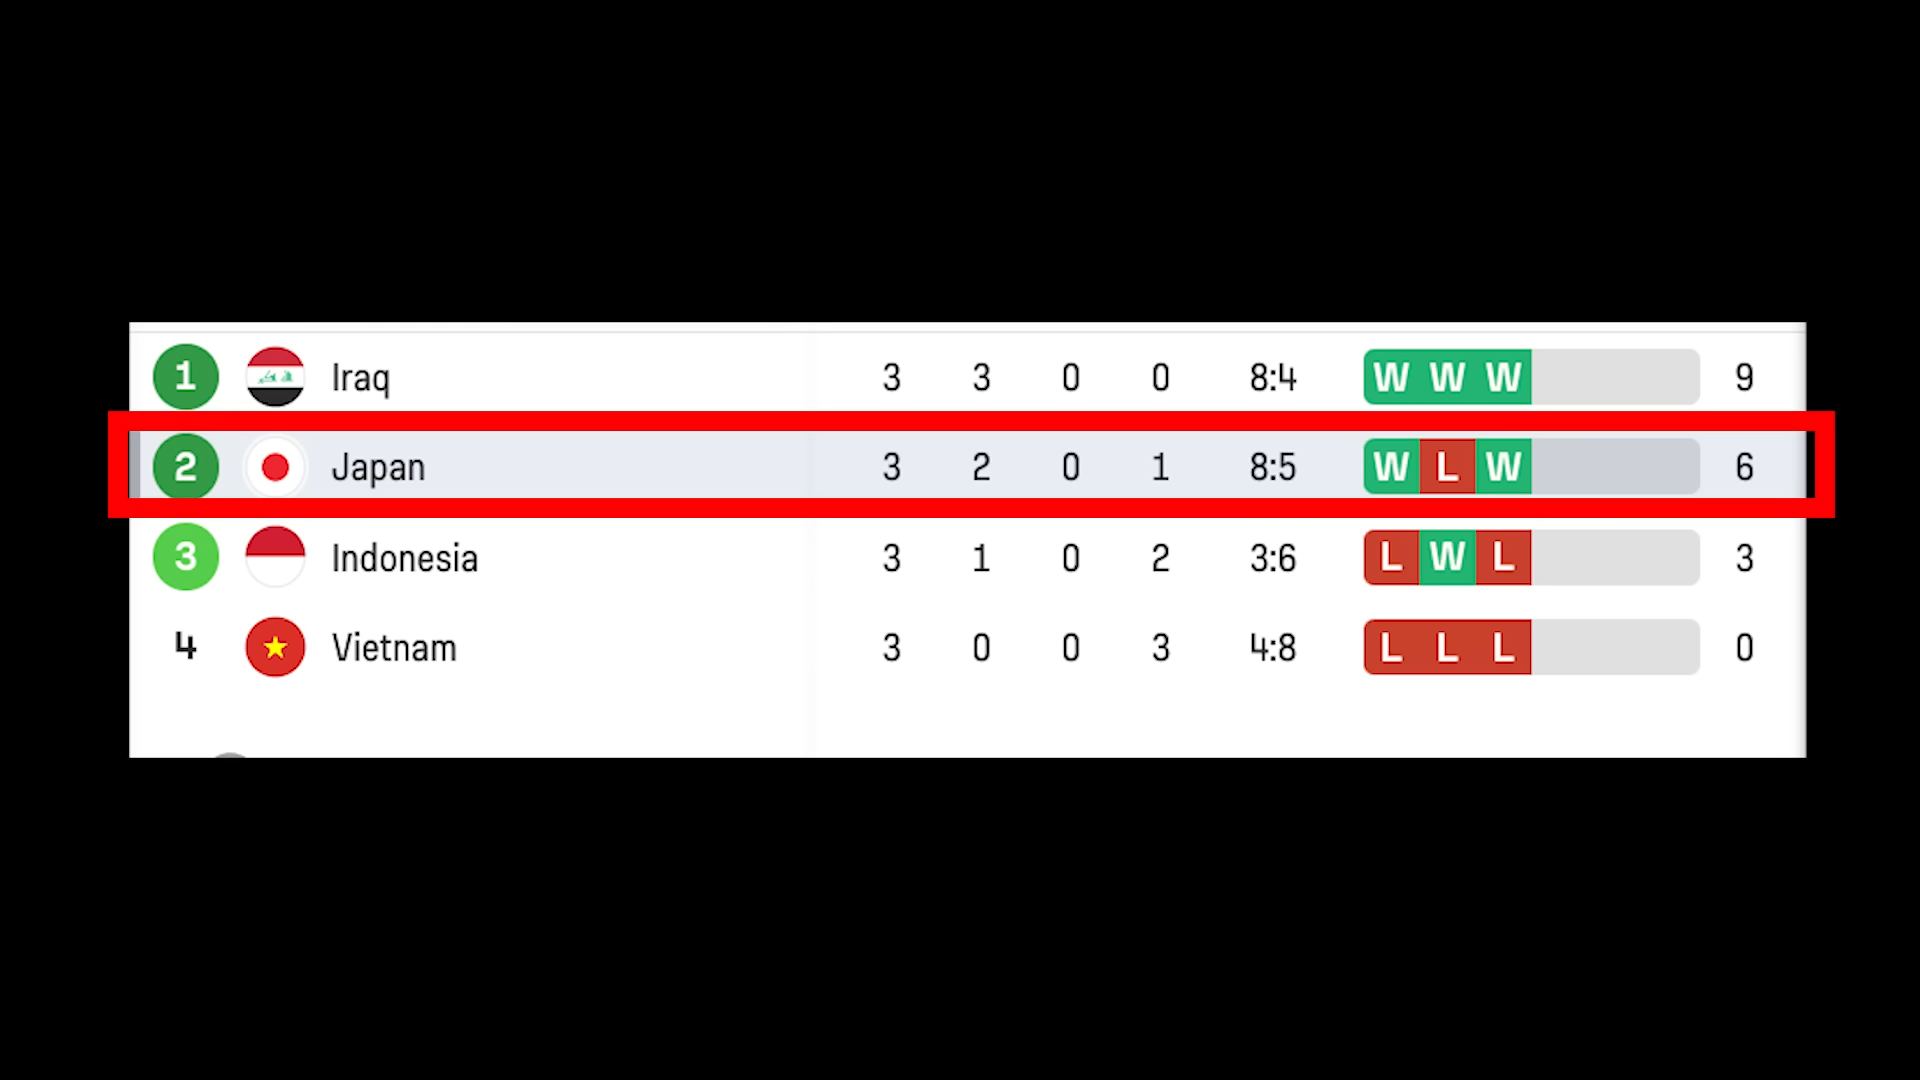 1 Iraq 3 3 0 0 8:4 W W W 9
2 Japan 3 2 0 1 8:5 W L W 6
3 Indonesia 3 1 0 2 3:6 L W L 3
4 Vietnam 3 0 0 3 4:8 L L L 0